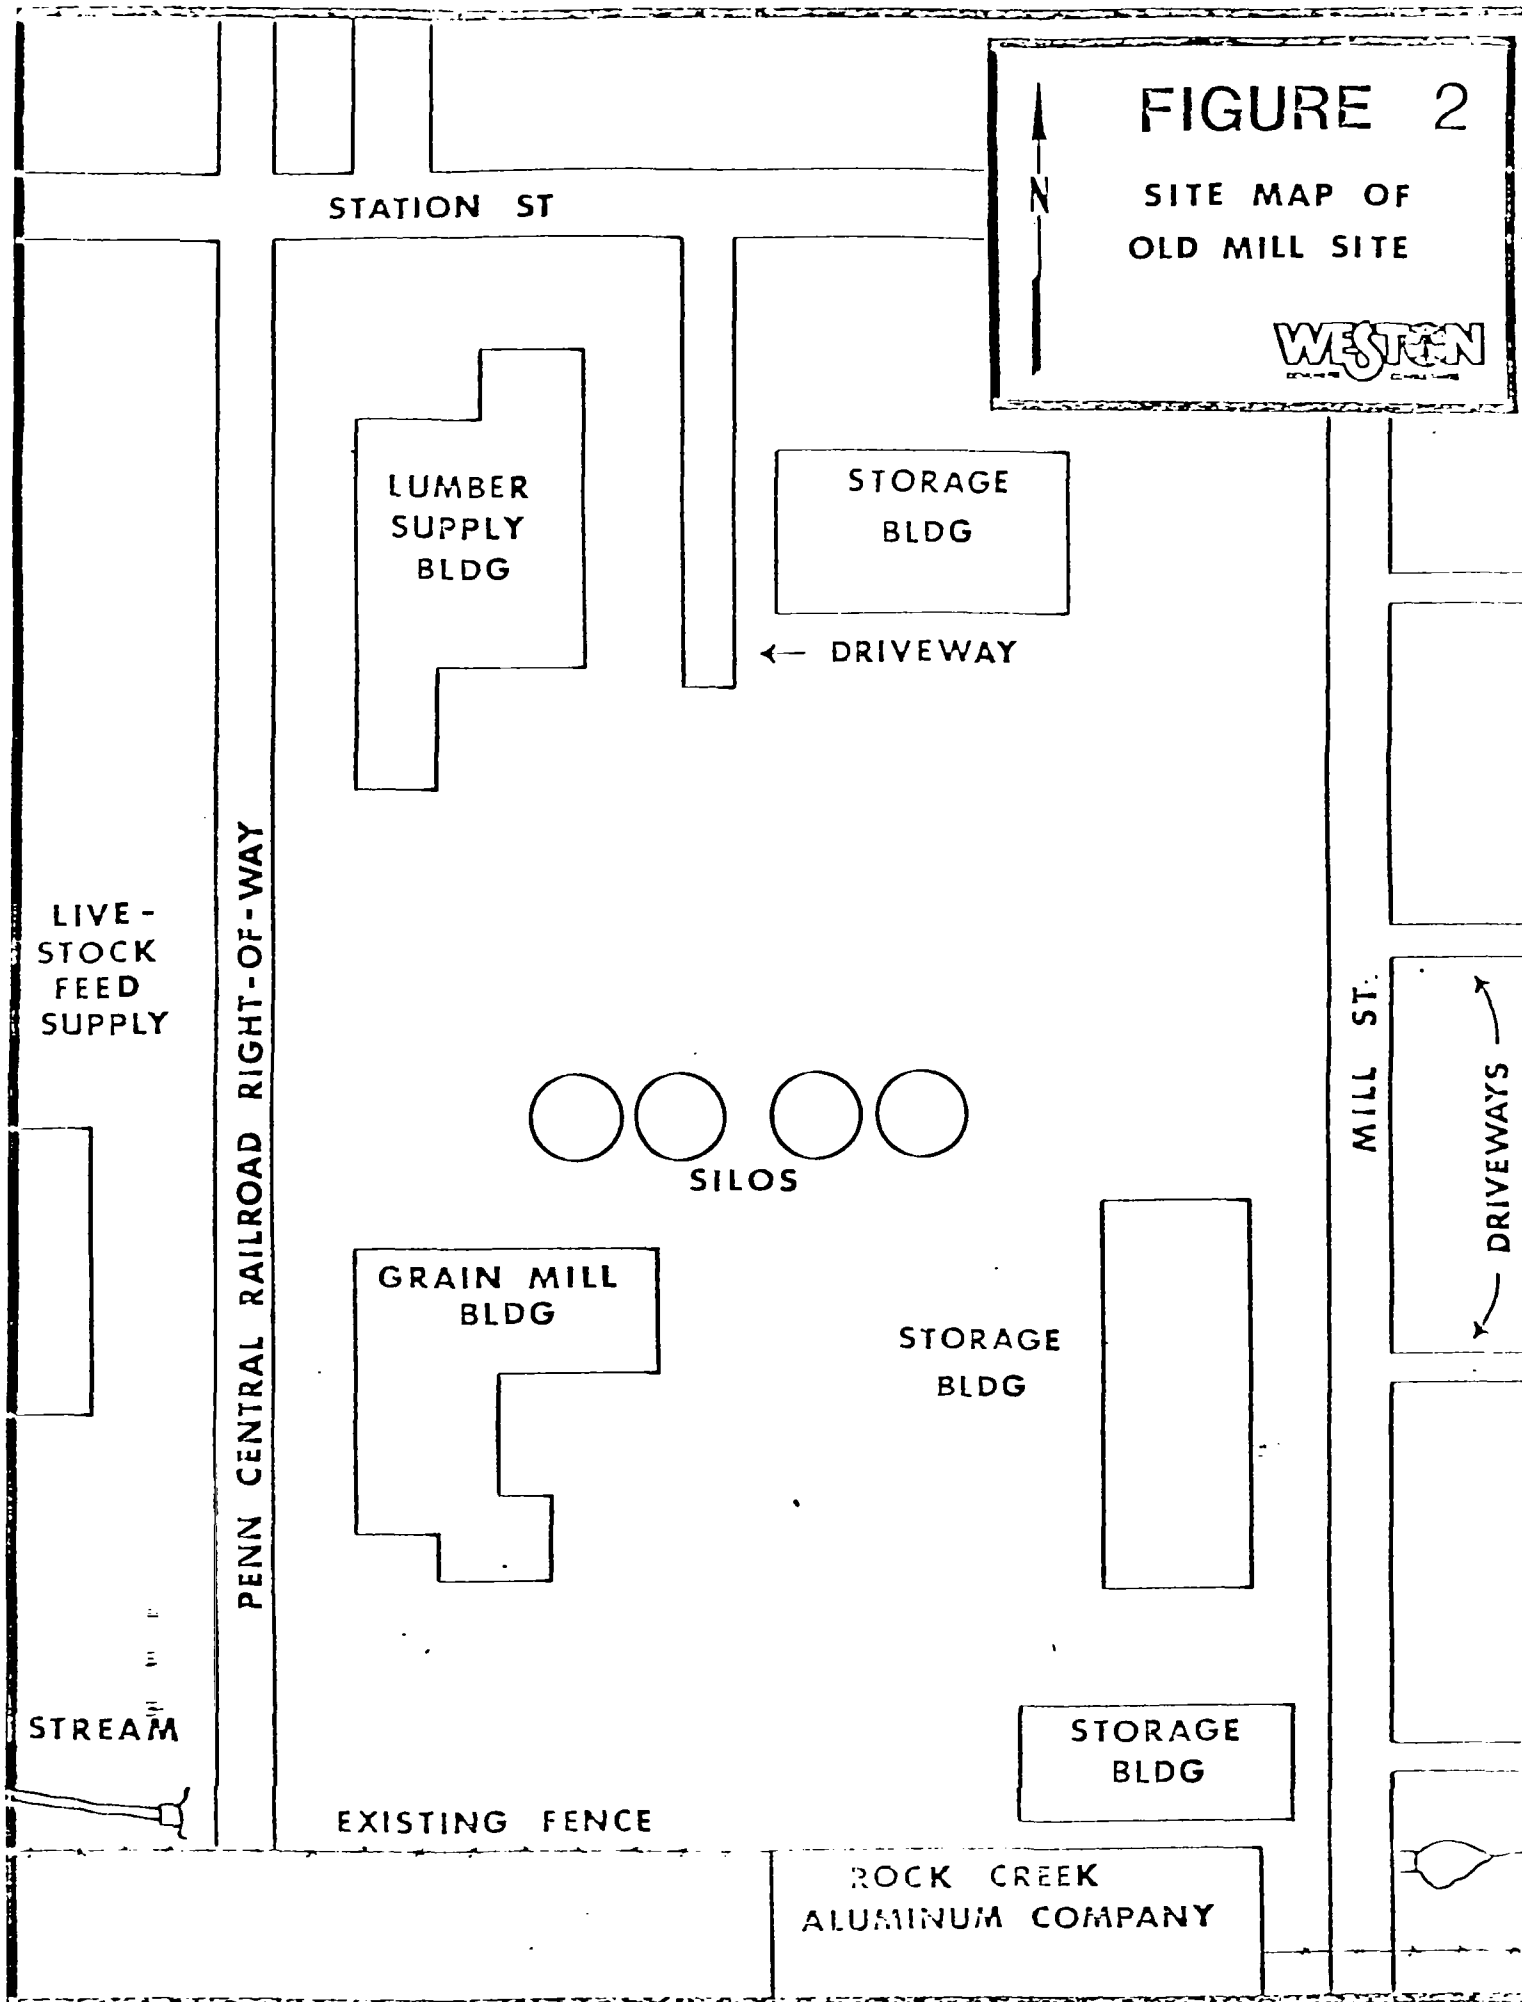 FIGURE 2
N
SITE MAP OF
OLD MILL SITE
WESTON
STATION ST
LUMBER
SUPPLY
BLDG
STORAGE
BLDG
← DRIVEWAY
LIVE -
STOCK
FEED
SUPPLY
PENN CENTRAL RAILROAD RIGHT-OF-WAY
MILL ST.
DRIVEWAYS
SILOS
GRAIN MILL
BLDG
STORAGE
BLDG
STREAM
STORAGE
BLDG
EXISTING FENCE
ROCK CREEK
ALUMINUM COMPANY